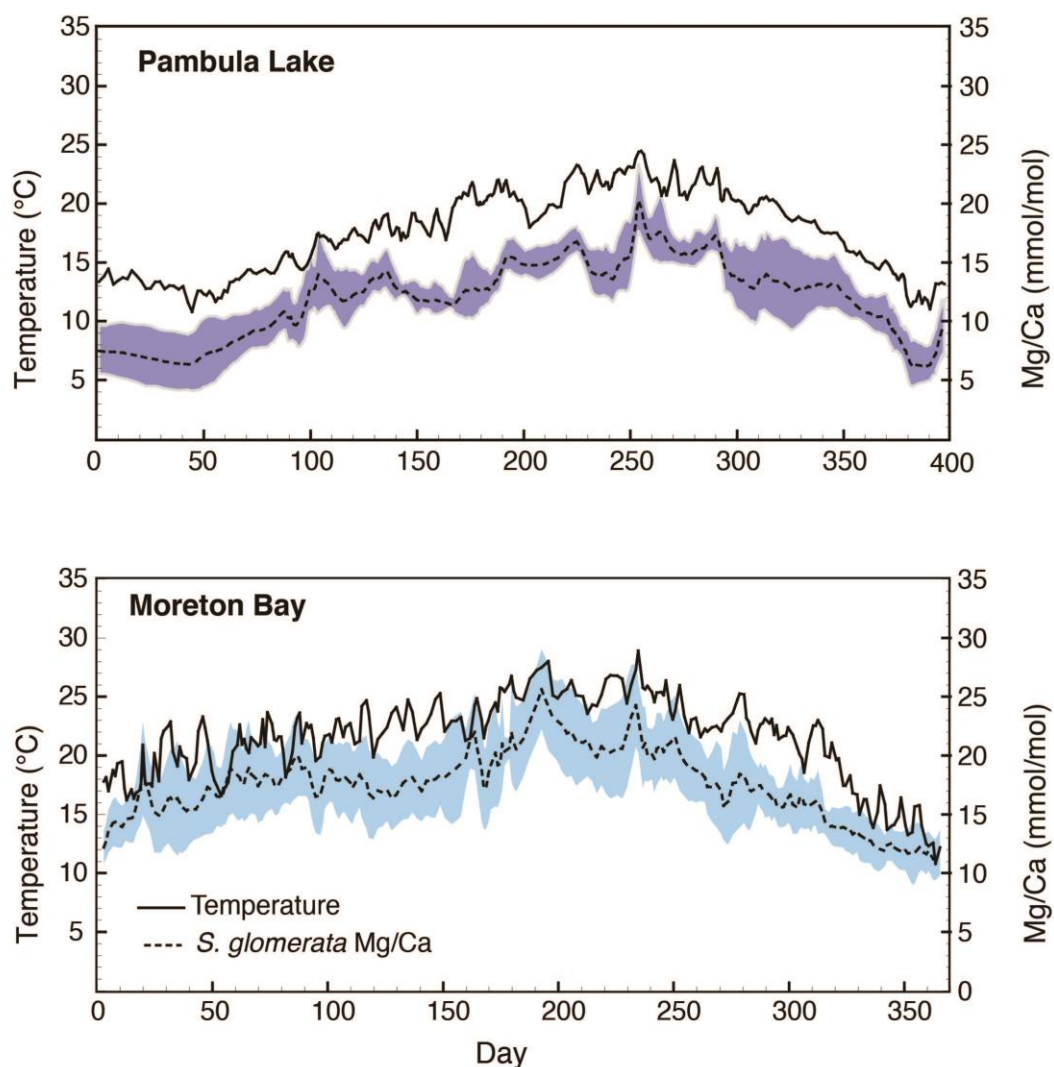 Pambula Lake
Temperature (°C)
35
30
25
20
15
10
5
35
30
25
20
15
10
5
Mg/Ca (mmol/mol)
0 50 100 150 200 250 300 350 400
Moreton Bay
Temperature (°C)
35
30
25
20
15
10
5
Temperature
S. glomerata Mg/Ca
35
30
25
20
15
10
5
0
Mg/Ca (mmol/mol)
0 50 100 150 200 250 300 350
Day